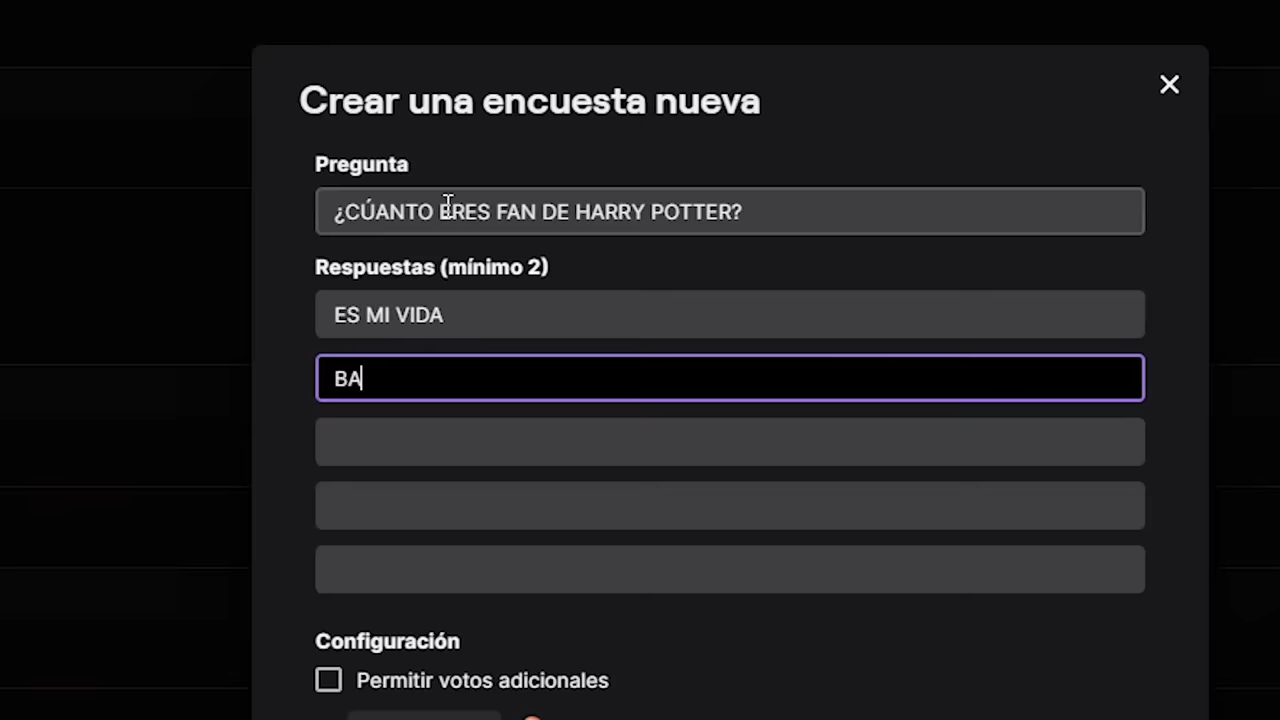 Crear una encuesta nueva
Pregunta
¿CÚANTO ERES FAN DE HARRY POTTER?
Respuestas (mínimo 2)
ES MI VIDA
BA
Configuración
Permitir votos adicionales